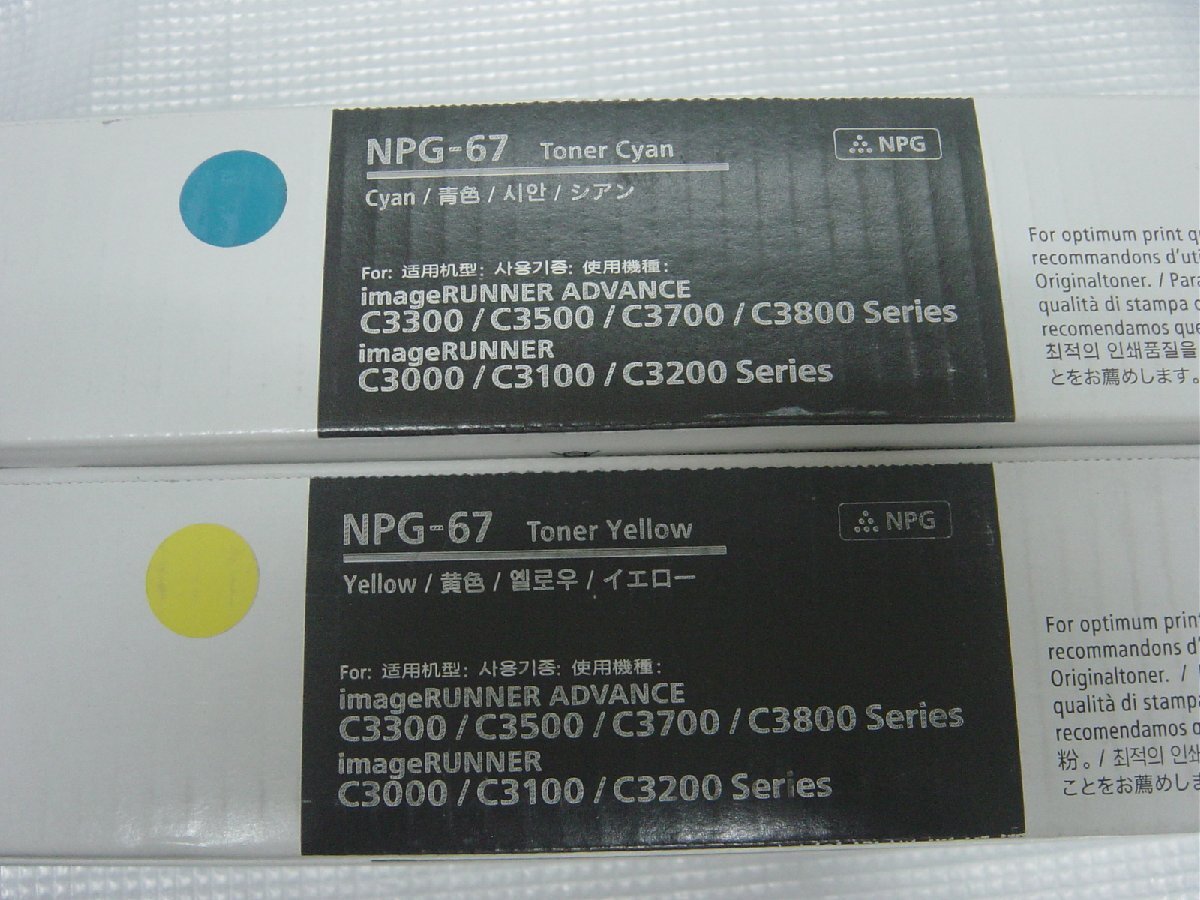 NPG-67 Toner Cyan
NPG
Cyan / 青色 / 시안 / シアン
For: 适用机型: 사용기종: 使用機種:
imageRUNNER ADVANCE
C3300 / C3500 / C3700 / C3800 Series
imageRUNNER
C3000 / C3100 / C3200 Series
For optimum print
recommandons d'uti
Originaltoner. / Para
qualità di stampa
recomendamos que
最適의 인쇄품질을
とをお薦めします。
NPG-67 Toner Yellow
NPG
Yellow / 黄色 / 옐로우 / イエロー
For: 适用机型: 사용기종: 使用機種:
imageRUNNER ADVANCE
C3300 / C3500 / C3700 / C3800 Series
imageRUNNER
C3000 / C3100 / C3200 Series
For optimum print
recommandons d'
Originaltoner. /
qualità di stampa
recomendamos
粉。/ 최적의 인쇄
ことをお薦めしま